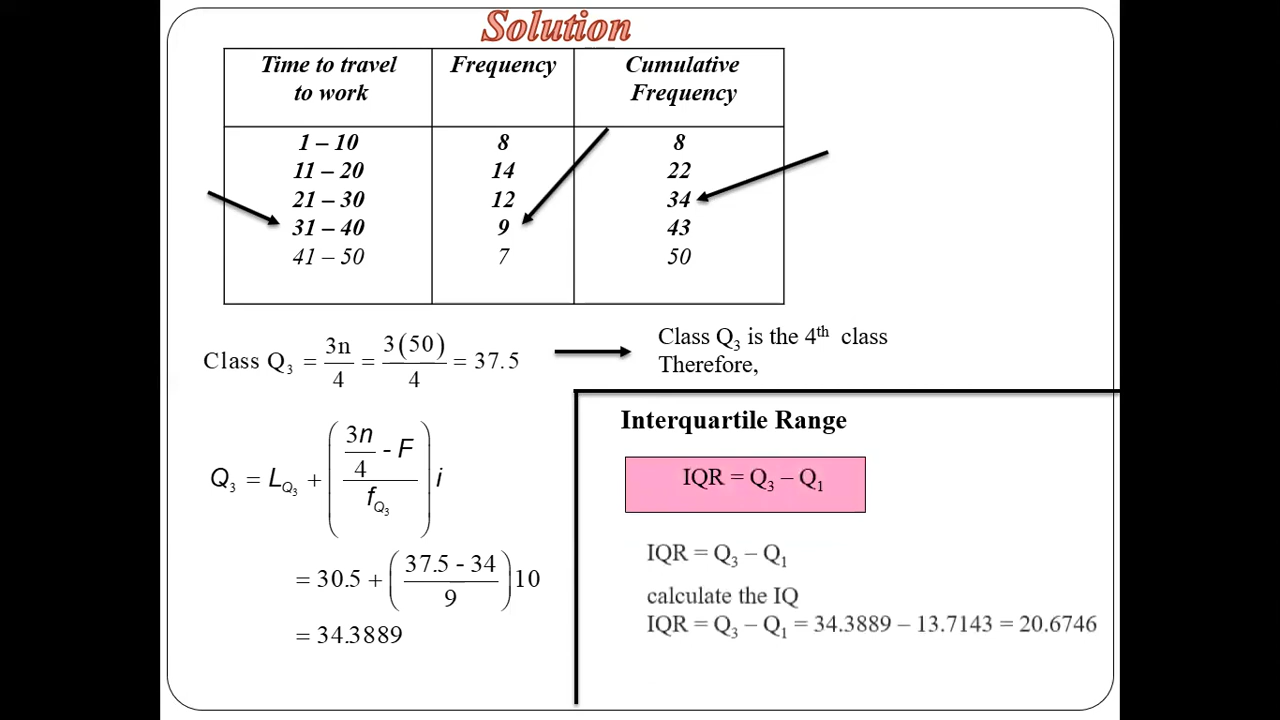 Solution
Time to travel to work Frequency Cumulative Frequency
1 – 10 8 8
11 – 20 14 22
21 – 30 12 34
31 – 40 9 43
41 – 50 7 50
Class Q₃ = 3n/4 = 3(50)/4 = 37.5
Class Q₃ is the 4th class
Therefore,
Q₃ = L_Q₃ + ((3n/4 - F)/f_Q₃) i
= 30.5 + ((37.5 - 34)/9) 10
= 34.3889
Interquartile Range
IQR = Q₃ – Q₁
IQR = Q₃ – Q₁
calculate the IQ
IQR = Q₃ – Q₁ = 34.3889 – 13.7143 = 20.6746